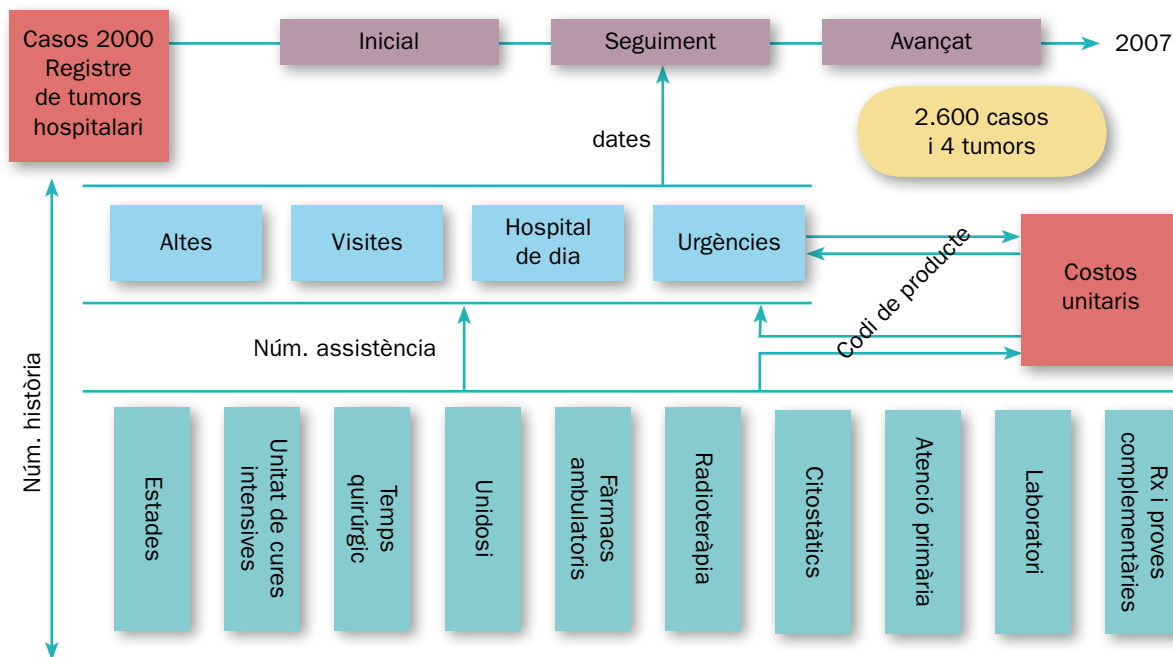 Casos 2000
Registre
de tumors
hospitalari
Inicial
Seguiment
Avançat
2007
2.600 casos
i 4 tumors
dates
Altes
Visites
Hospital
de dia
Urgències
Codi de producte
Costos
unitaris
Núm. assistència
Núm. història
Estades
Unitat de cures
intensives
Temps
quirúrgic
Unidosi
Fàrmacs
ambulatoris
Radioteràpia
Citostàtics
Atenció primària
Laboratori
Rx i proves
complementàries